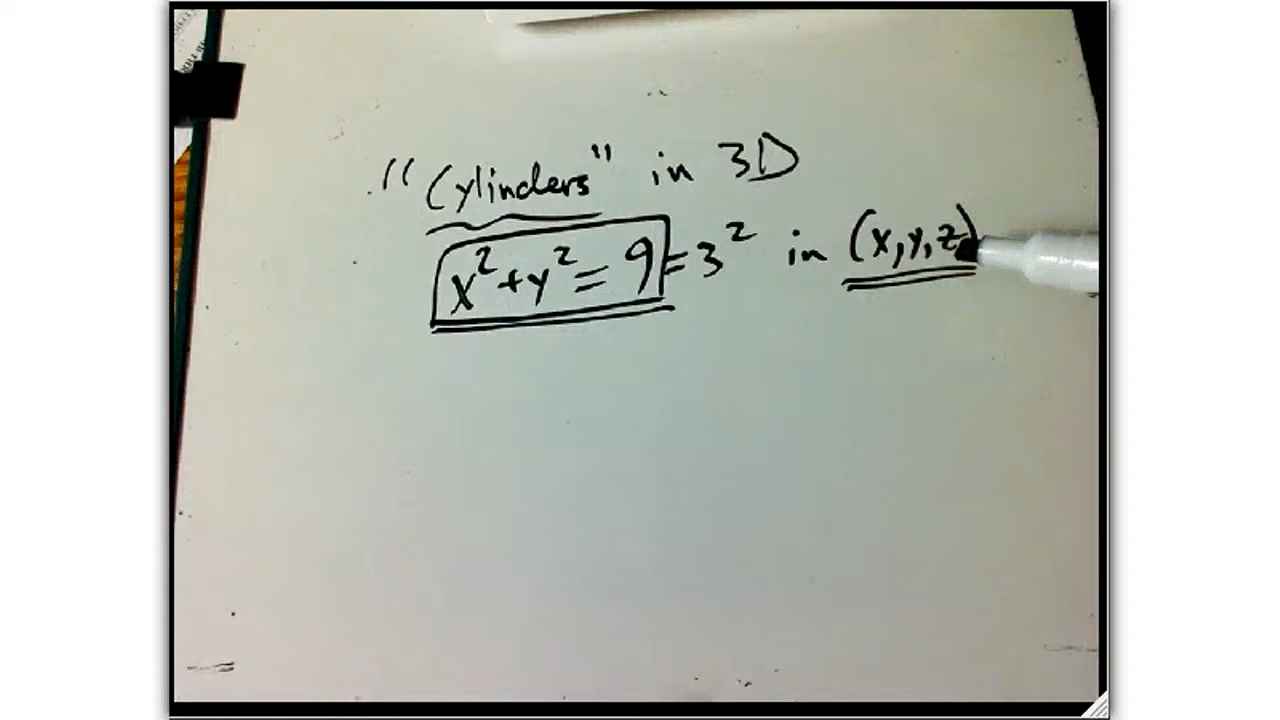 "Cylinders" in 3D
x² + y² = 9 = 3² in (x, y, z)